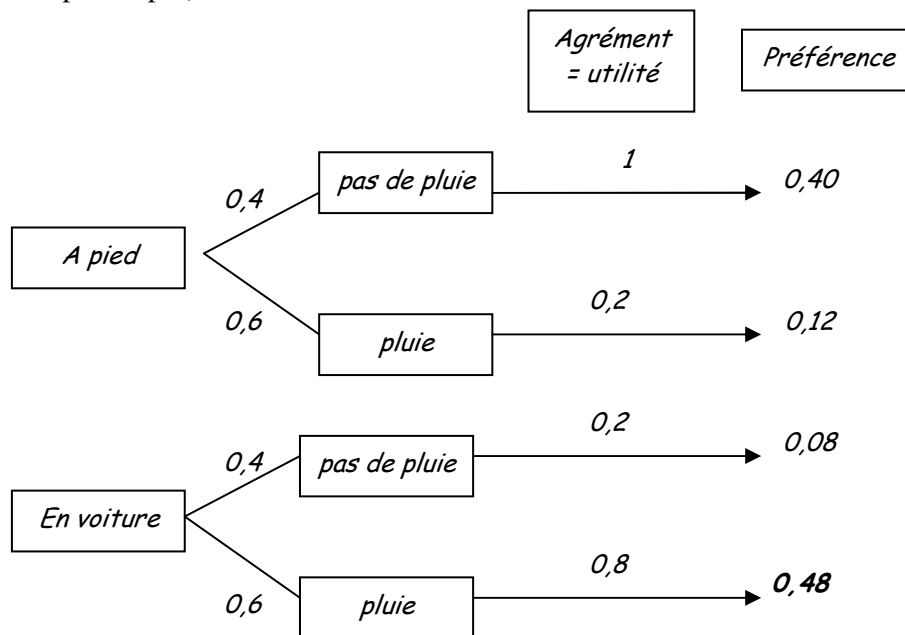 Agrément
= utilité
Préférence
pas de pluie
1
0,40
0,4
A pied
0,6
pluie
0,2
0,12
0,4
pas de pluie
0,2
0,08
En voiture
0,6
pluie
0,8
0,48